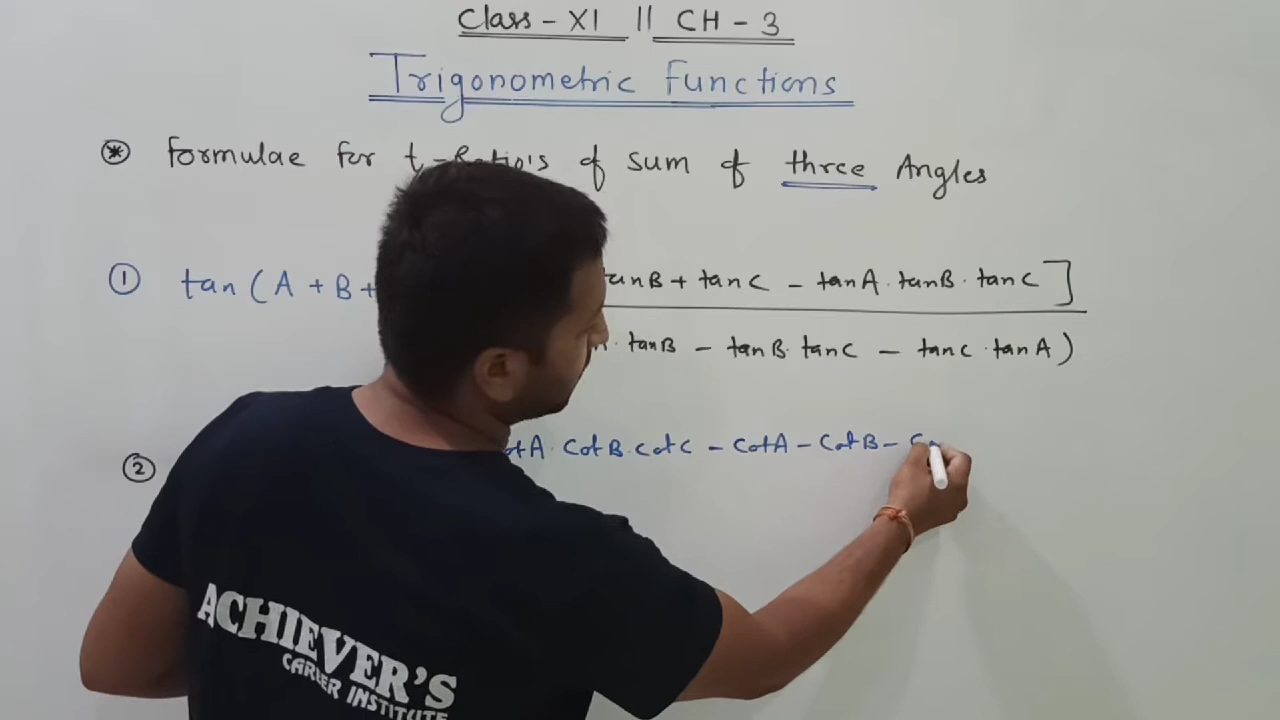 Class - XI || CH - 3
Trigonometric Functions
* Formulae for t-Ratio's of sum of three Angles
① tan ( A + B + tanB + tanC - tanA . tanB . tanC ]
. tanB - tanB . tanC - tanC . tanA )
② cotA . CotB . CotC - CotA - CotB -
ACHIEVER'S
CAREER INSTITUTE